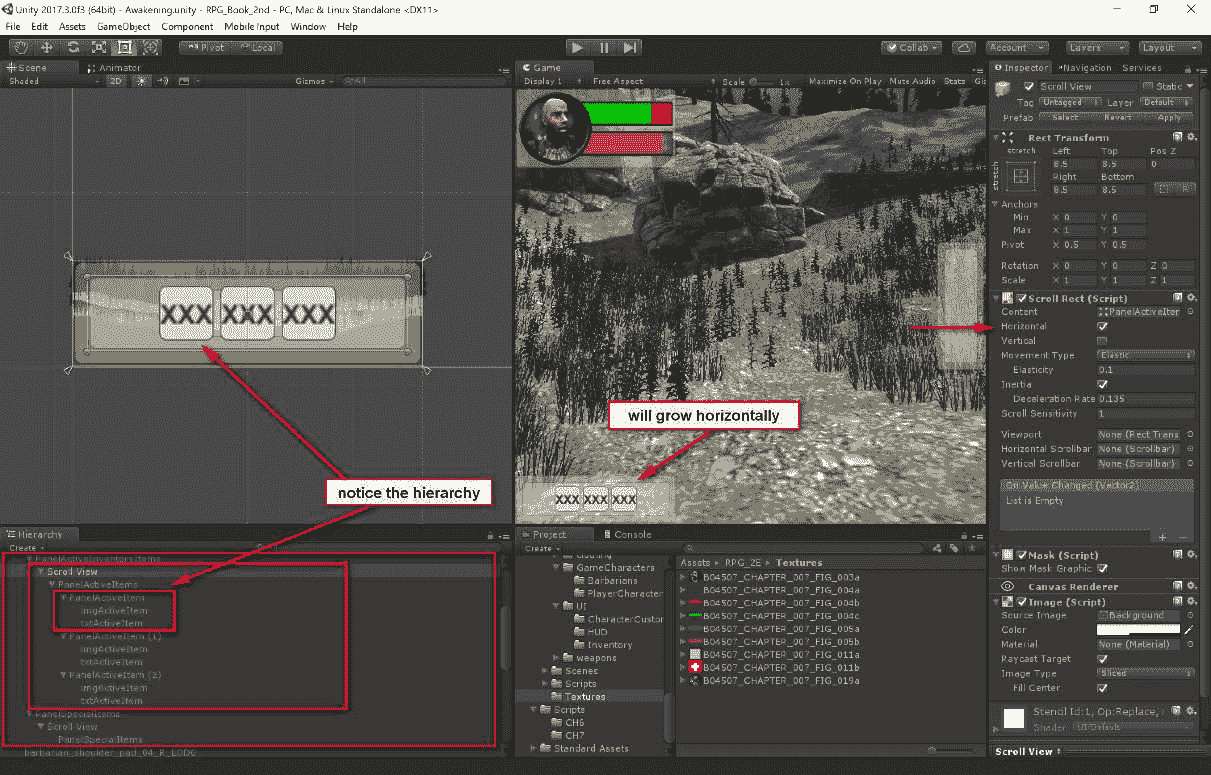 Unity 2017.3.0f3 (64bit) - Awakening.unity - RPG_Book_2nd - PC, Mac & Linux Standalone <DX11>
File Edit Assets GameObject Component Mobile Input Window Help
Pivot Local Collab Account Layers Layout
Scene Animator
Shaded 2D Gizmos All
Game
Display 1 Free Aspect Scale 1x Maximize On Play Mute Audio Stats Giz
XXX XXX XXX
will grow horizontally
notice the hierarchy
XXX XXX XXX
Inspector Navigation Services
Scroll View Static
Tag Untagged Layer Default
Prefab Select Revert Apply
Rect Transform
stretch Left Top Pos Z
stretch 8.5 8.5 0
Right Bottom
8.5 8.5 R
Anchors
Min X 0 Y 0
Max X 1 Y 1
Pivot X 0.5 Y 0.5
Rotation X 0 Y 0 Z 0
Scale X 1 Y 1 Z 1
Scroll Rect (Script)
Content PanelActiveIter
Horizontal
Vertical
Movement Type Elastic
Elasticity 0.1
Inertia
Deceleration Rate 0.135
Scroll Sensitivity 1
Viewport None (Rect Trans
Horizontal Scrollbar None (Scrollbar)
Vertical Scrollbar None (Scrollbar)
On Value Changed (Vector2)
List is Empty
Mask (Script)
Show Mask Graphic
Canvas Renderer
Image (Script)
Source Image Background
Color
Material None (Material)
Raycast Target
Image Type Sliced
Fill Center
Stencil Id:1, Op:Replace,
Shader UI/Default
Scroll View
Hierarchy
Create
PanelActiveInventoryItems
Scroll View
PanelActiveItems
PanelActiveItem
imgActiveItem
txtActiveItem
PanelActiveItem (1)
imgActiveItem
txtActiveItem
PanelActiveItem (2)
imgActiveItem
txtActiveItem
PanelSpecialItems
Scroll View
PanelSpecialItems
barbarian_shoulder_pad_04_R_LOD0
Project Console
Create
Clothing
GameCharacters
Barbarians
PlayerCharacter
UI
CharacterCustor
HUD
Inventory
weapons
Scenes
Scripts
Textures
Scripts
CH6
CH7
Standard Assets
Assets RPG_2E Textures
B04507_CHAPTER_007_FIG_003a
B04507_CHAPTER_007_FIG_004a
B04507_CHAPTER_007_FIG_004b
B04507_CHAPTER_007_FIG_004c
B04507_CHAPTER_007_FIG_005a
B04507_CHAPTER_007_FIG_005b
B04507_CHAPTER_007_FIG_011a
B04507_CHAPTER_007_FIG_011b
B04507_CHAPTER_007_FIG_019a